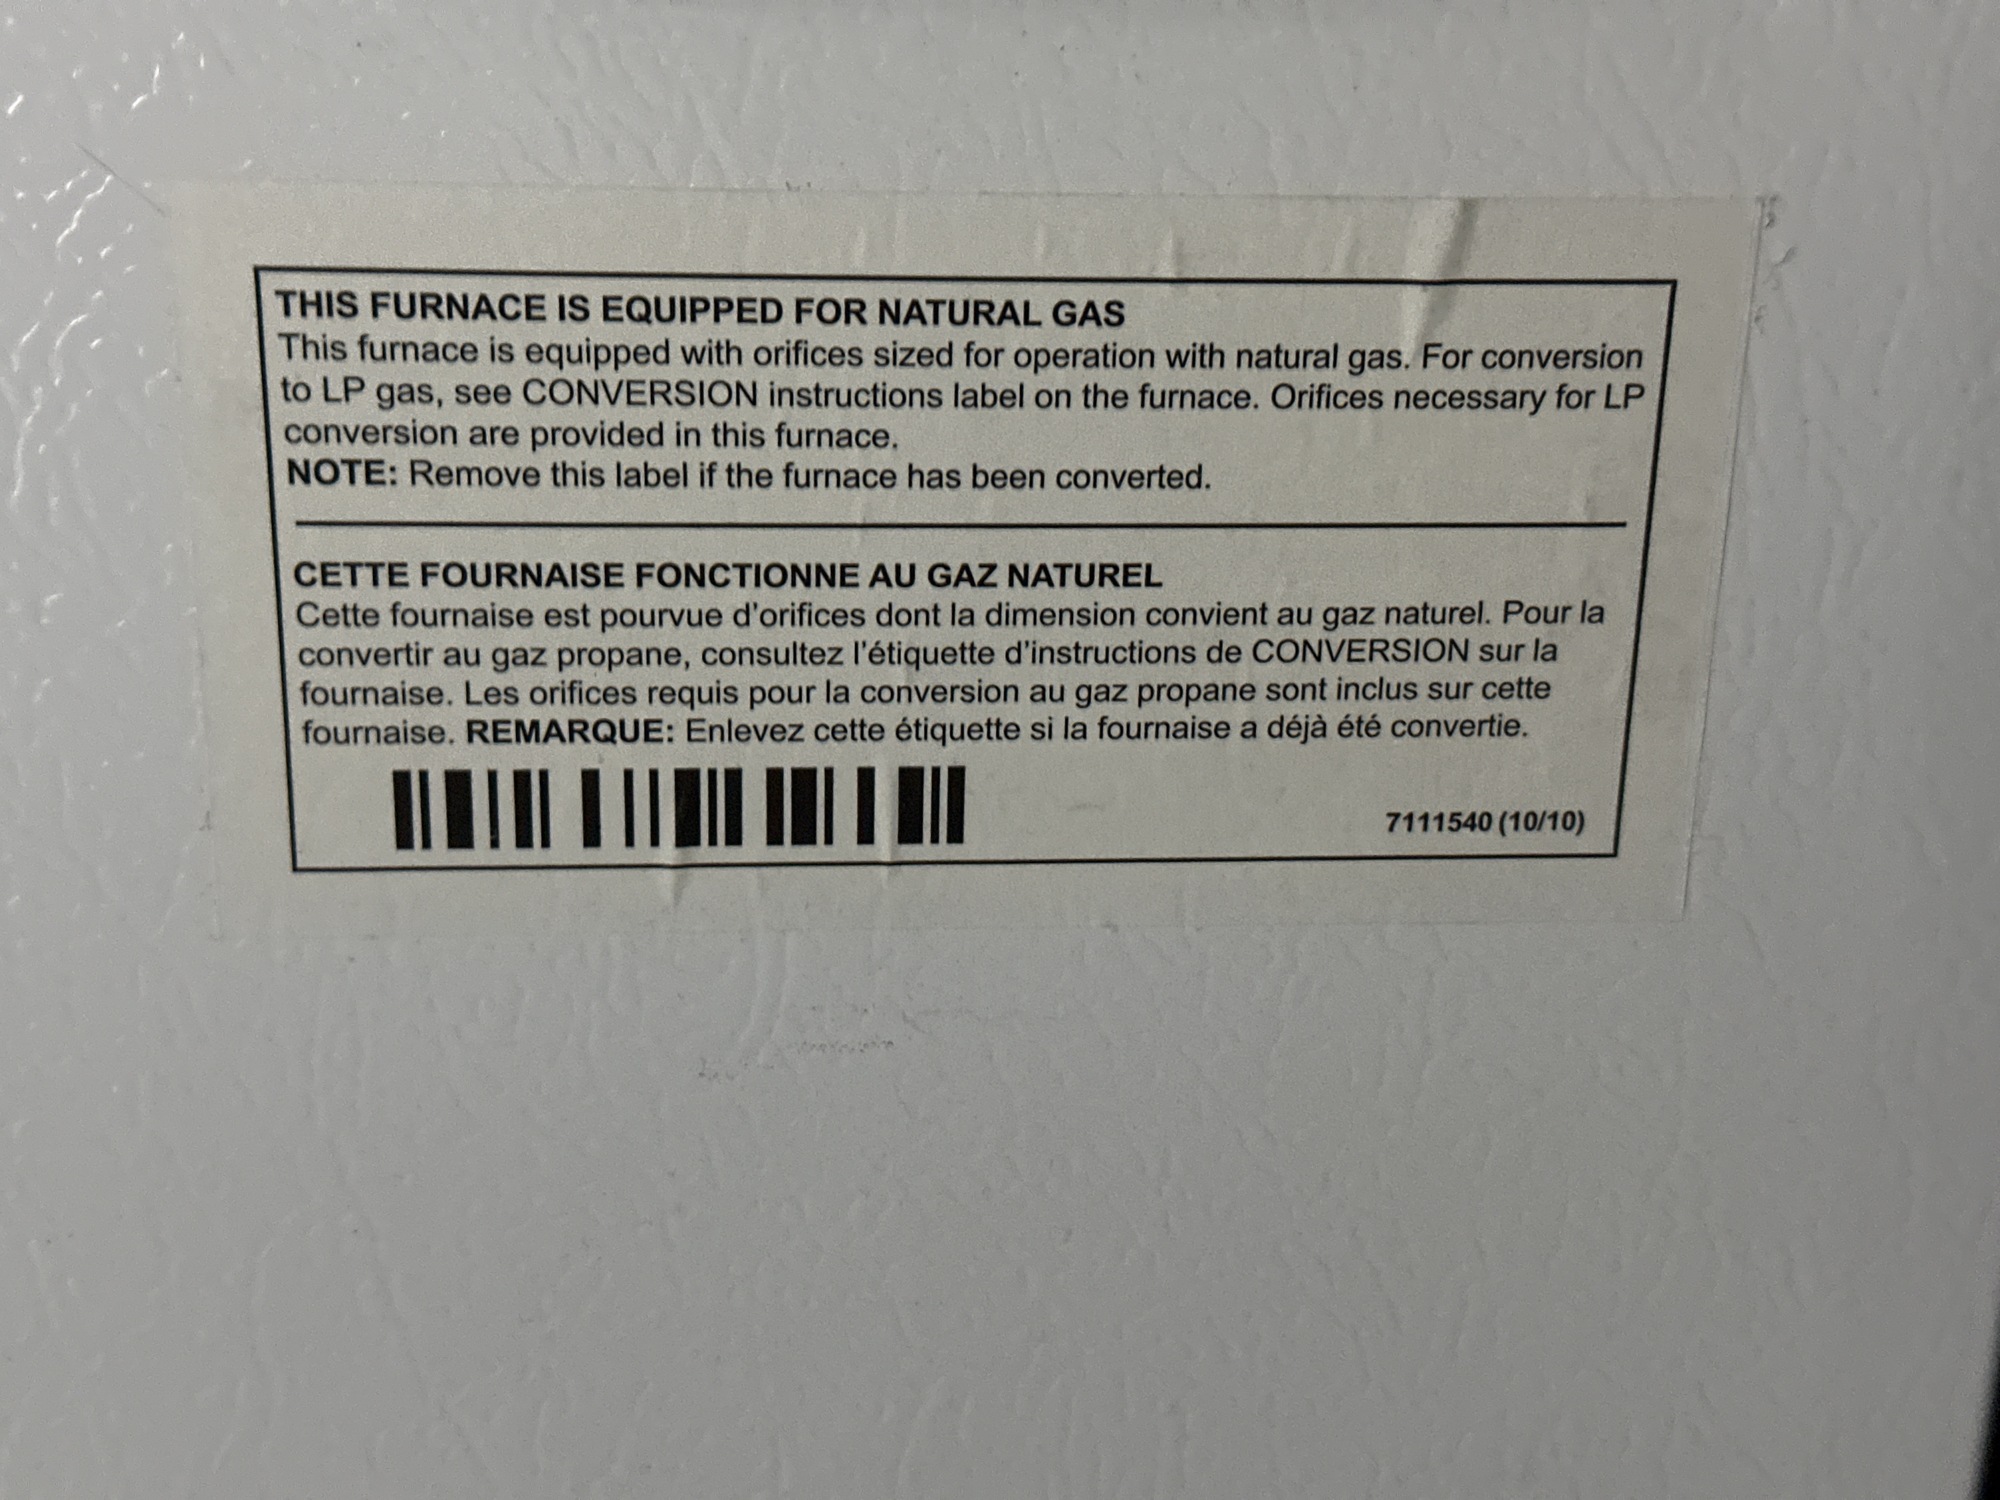 THIS FURNACE IS EQUIPPED FOR NATURAL GAS
This furnace is equipped with orifices sized for operation with natural gas. For conversion
to LP gas, see CONVERSION instructions label on the furnace. Orifices necessary for LP
conversion are provided in this furnace.
NOTE: Remove this label if the furnace has been converted.
CETTE FOURNAISE FONCTIONNE AU GAZ NATUREL
Cette fournaise est pourvue d'orifices dont la dimension convient au gaz naturel. Pour la
convertir au gaz propane, consultez l'étiquette d'instructions de CONVERSION sur la
fournaise. Les orifices requis pour la conversion au gaz propane sont inclus sur cette
fournaise. REMARQUE: Enlevez cette étiquette si la fournaise a déjà été convertie.
7111540 (10/10)